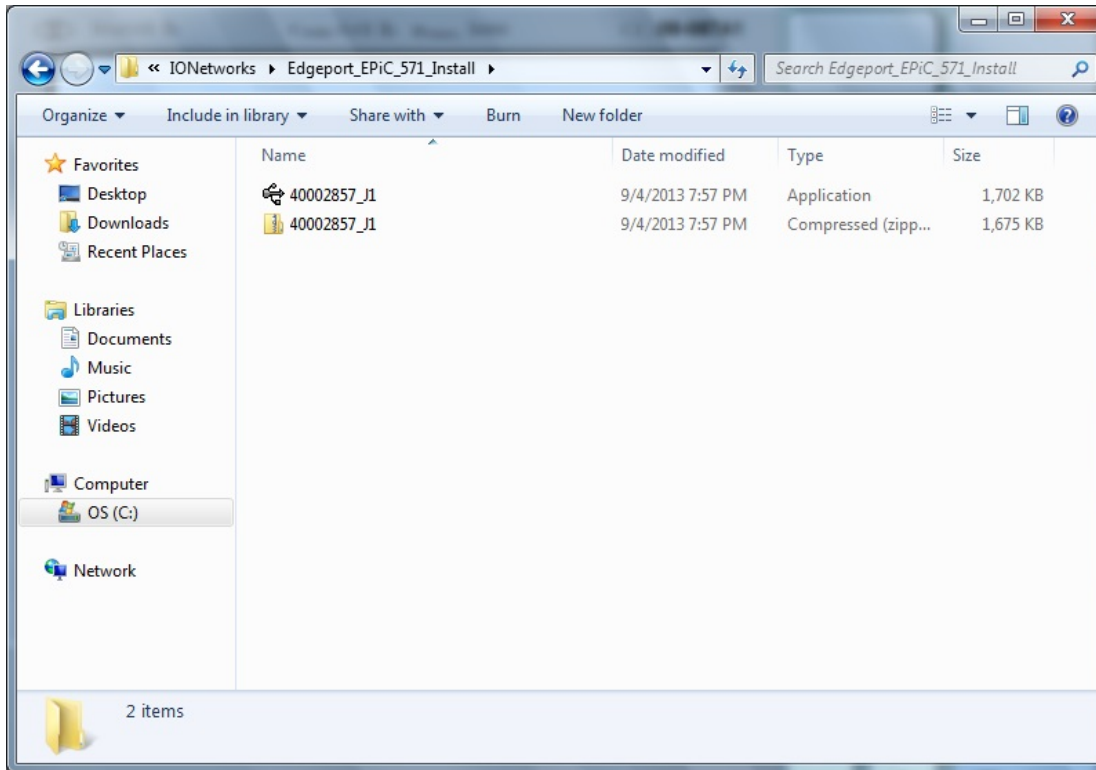 « IONetworks ▸ Edgeport_EPiC_571_Install ▸ Search Edgeport_EPiC_571_Install
Organize Include in library Share with Burn New folder
Name Date modified Type Size
40002857_J1 9/4/2013 7:57 PM Application 1,702 KB
40002857_J1 9/4/2013 7:57 PM Compressed (zipp... 1,675 KB
Favorites
Desktop
Downloads
Recent Places
Libraries
Documents
Music
Pictures
Videos
Computer
OS (C:)
Network
2 items